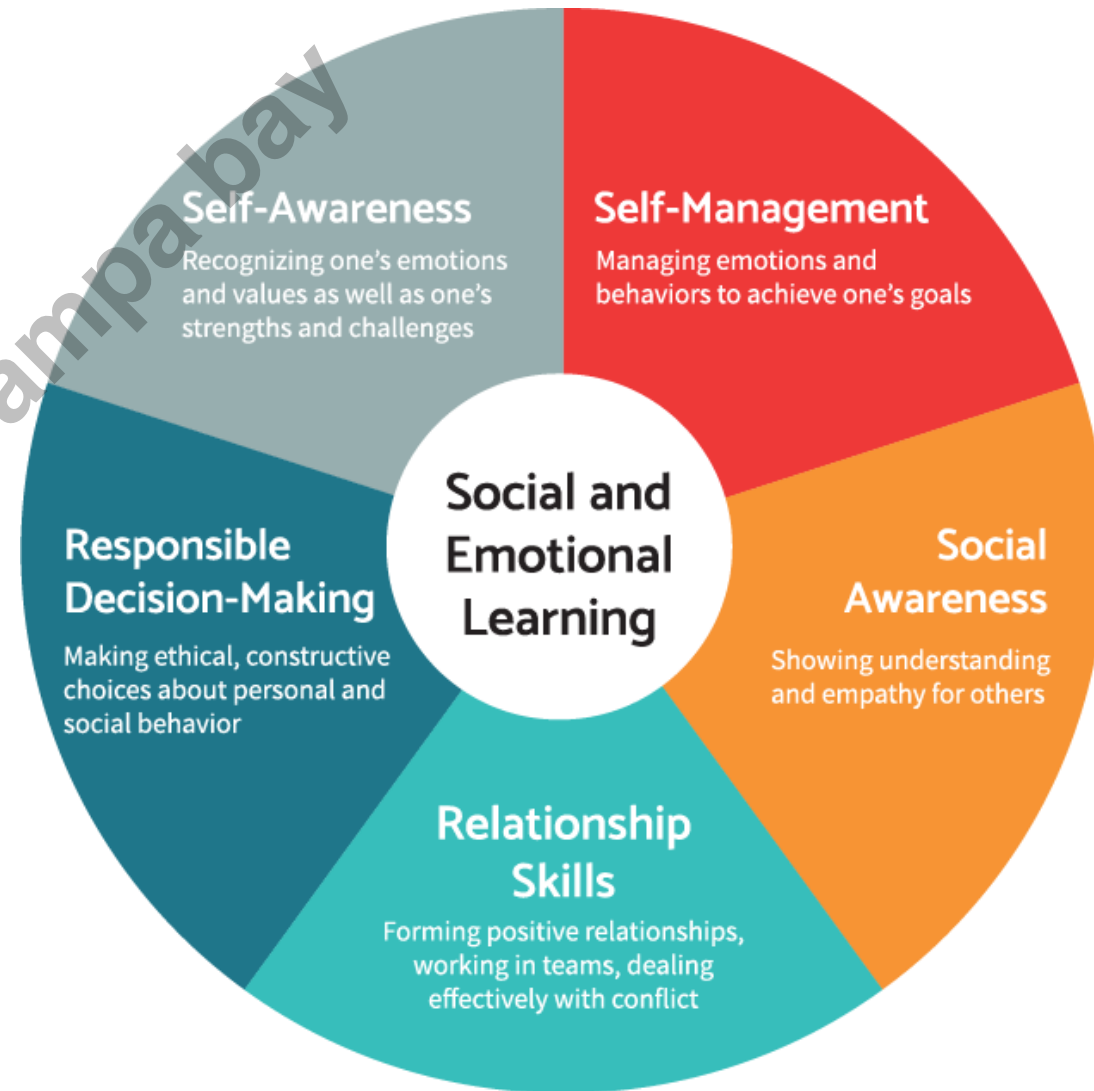 Self-Awareness
Recognizing one's emotions
and values as well as one's
strengths and challenges
Self-Management
Managing emotions and
behaviors to achieve one's goals
Social and
Emotional
Learning
Responsible
Decision-Making
Making ethical, constructive
choices about personal and
social behavior
Social
Awareness
Showing understanding
and empathy for others
Relationship
Skills
Forming positive relationships,
working in teams, dealing
effectively with conflict
ampa bay